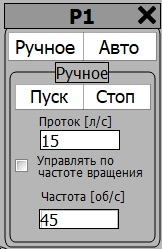 P1
Ручное Авто
Ручное
Пуск Стоп
Проток [л/с]
15
Управлять по
частоте вращения
Частота [об/с]
45